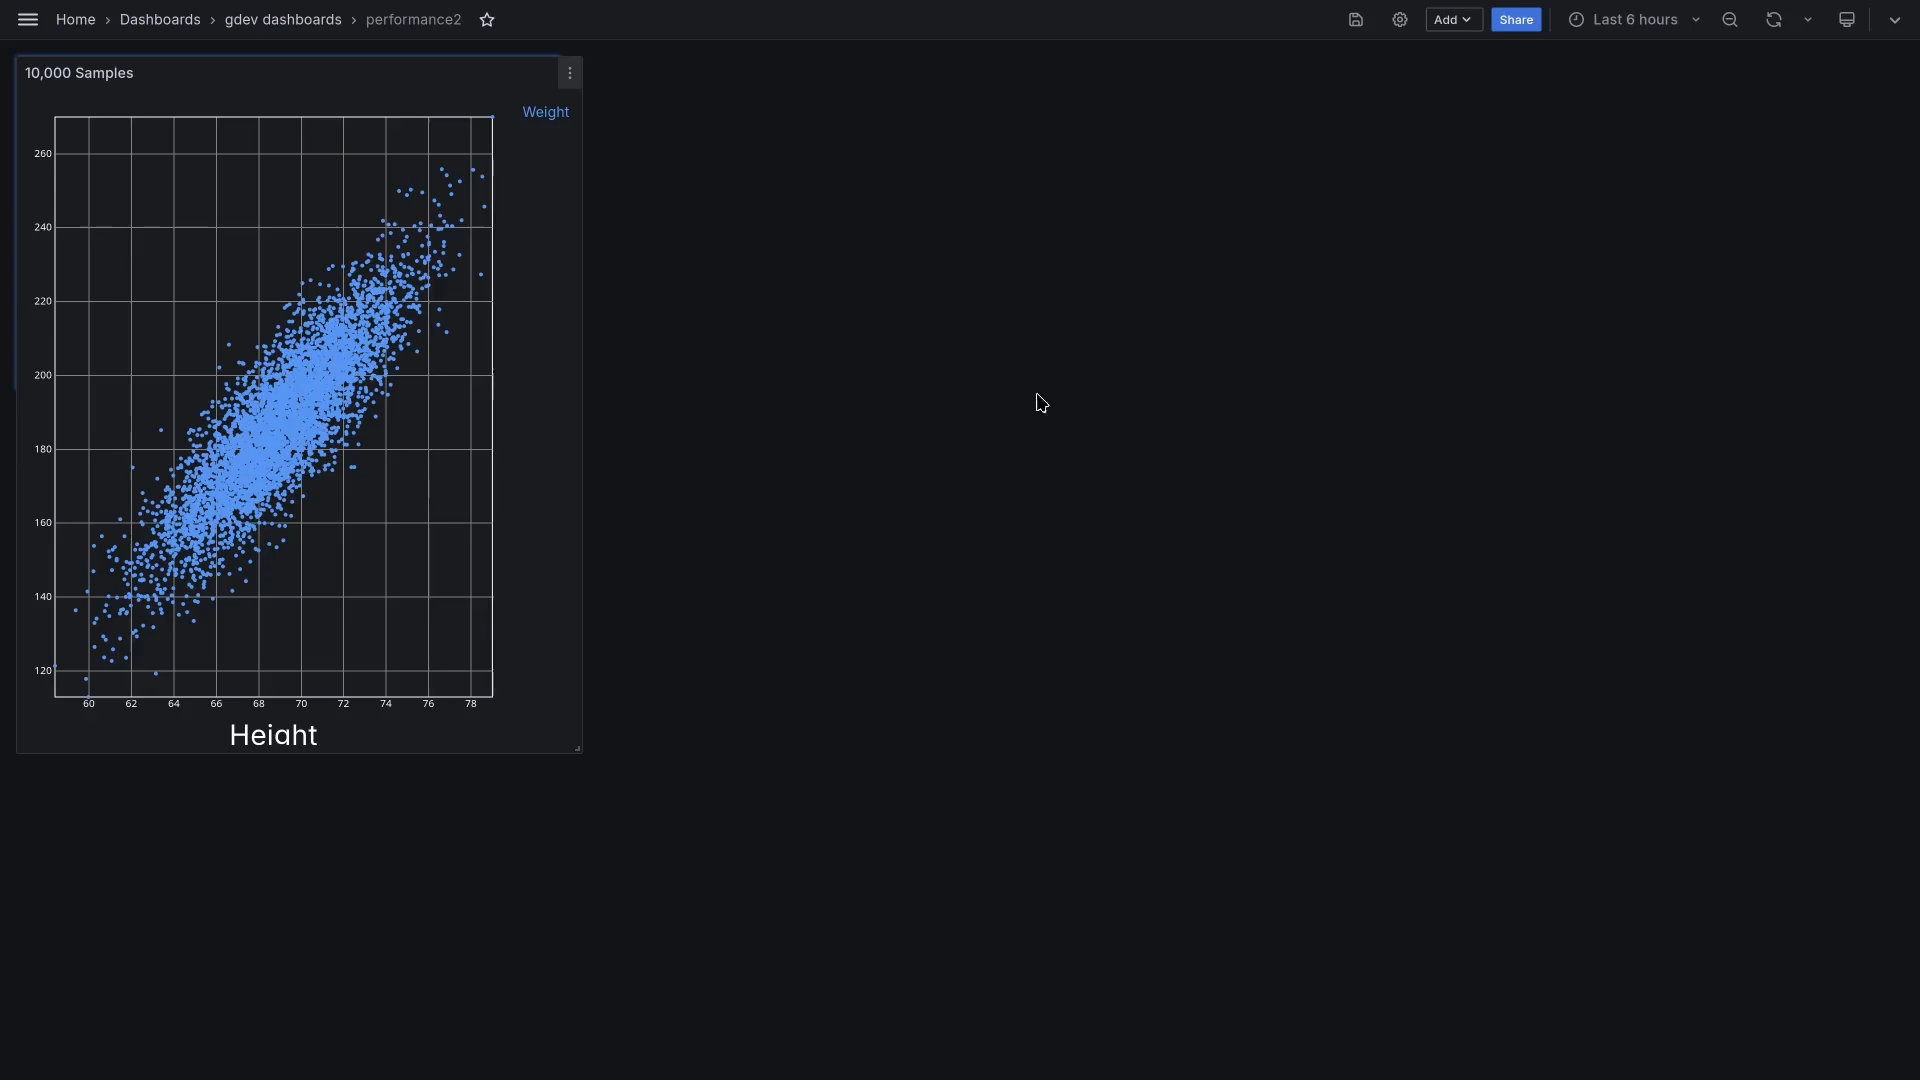 Home › Dashboards › gdev dashboards › performance2
Add
Share
Last 6 hours
10,000 Samples
Weight
260
240
220
200
180
160
140
120
60 62 64 66 68 70 72 74 76 78
Height